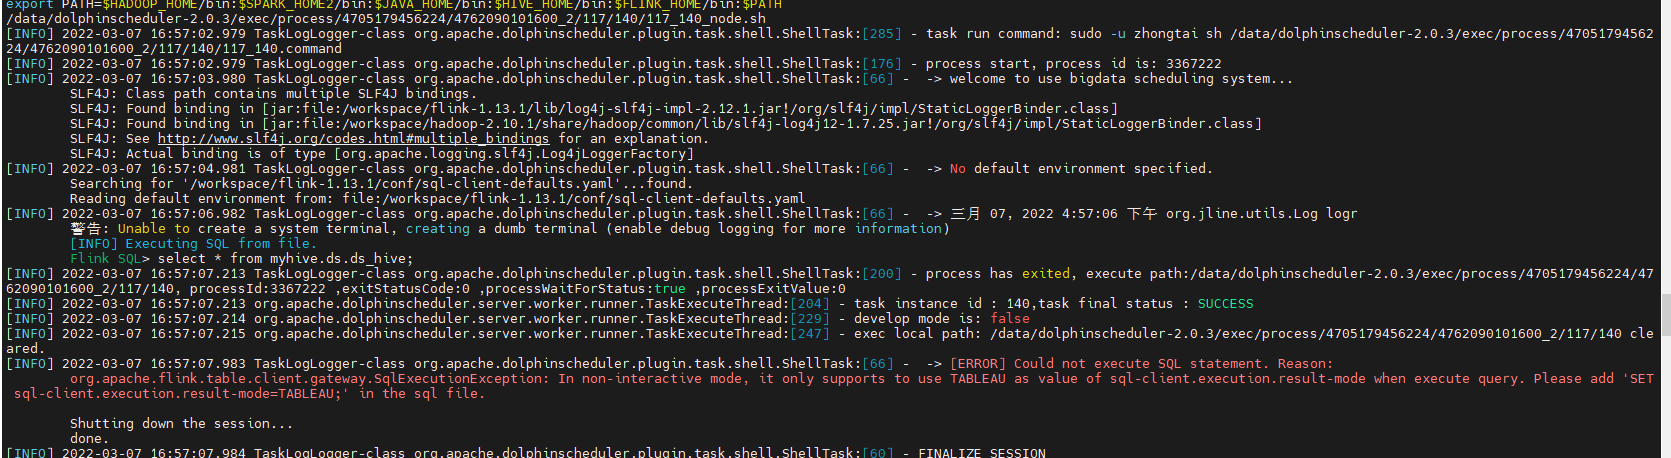 export PATH=$HADOOP_HOME/bin:$SPARK_HOME2/bin:$JAVA_HOME/bin:$HIVE_HOME/bin:$FLINK_HOME/bin:$PATH
/data/dolphinscheduler-2.0.3/exec/process/4705179456224/4762090101600_2/117/140/117_140_node.sh
[INFO] 2022-03-07 16:57:02.979 TaskLogLogger-class org.apache.dolphinscheduler.plugin.task.shell.ShellTask:[285] - task run command: sudo -u zhongtai sh /data/dolphinscheduler-2.0.3/exec/process/47051794562
24/4762090101600_2/117/140/117_140.command
[INFO] 2022-03-07 16:57:02.979 TaskLogLogger-class org.apache.dolphinscheduler.plugin.task.shell.ShellTask:[176] - process start, process id is: 3367222
[INFO] 2022-03-07 16:57:03.980 TaskLogLogger-class org.apache.dolphinscheduler.plugin.task.shell.ShellTask:[66] -  -> welcome to use bigdata scheduling system...
SLF4J: Class path contains multiple SLF4J bindings.
SLF4J: Found binding in [jar:file:/workspace/flink-1.13.1/lib/log4j-slf4j-impl-2.12.1.jar!/org/slf4j/impl/StaticLoggerBinder.class]
SLF4J: Found binding in [jar:file:/workspace/hadoop-2.10.1/share/hadoop/common/lib/slf4j-log4j12-1.7.25.jar!/org/slf4j/impl/StaticLoggerBinder.class]
SLF4J: See http://www.slf4j.org/codes.html#multiple_bindings for an explanation.
SLF4J: Actual binding is of type [org.apache.logging.slf4j.Log4jLoggerFactory]
[INFO] 2022-03-07 16:57:04.981 TaskLogLogger-class org.apache.dolphinscheduler.plugin.task.shell.ShellTask:[66] -  -> No default environment specified.
Searching for '/workspace/flink-1.13.1/conf/sql-client-defaults.yaml'...found.
Reading default environment from: file:/workspace/flink-1.13.1/conf/sql-client-defaults.yaml
[INFO] 2022-03-07 16:57:06.982 TaskLogLogger-class org.apache.dolphinscheduler.plugin.task.shell.ShellTask:[66] -  -> 三月 07, 2022 4:57:06 下午 org.jline.utils.Log logr
警告: Unable to create a system terminal, creating a dumb terminal (enable debug logging for more information)
[INFO] Executing SQL from file.
Flink SQL> select * from myhive.ds.ds_hive;
[INFO] 2022-03-07 16:57:07.213 TaskLogLogger-class org.apache.dolphinscheduler.plugin.task.shell.ShellTask:[200] - process has exited, execute path:/data/dolphinscheduler-2.0.3/exec/process/4705179456224/47
62090101600_2/117/140, processId:3367222 ,exitStatusCode:0 ,processWaitForStatus:true ,processExitValue:0
[INFO] 2022-03-07 16:57:07.213 org.apache.dolphinscheduler.server.worker.runner.TaskExecuteThread:[204] - task instance id : 140,task final status : SUCCESS
[INFO] 2022-03-07 16:57:07.214 org.apache.dolphinscheduler.server.worker.runner.TaskExecuteThread:[229] - develop mode is: false
[INFO] 2022-03-07 16:57:07.215 org.apache.dolphinscheduler.server.worker.runner.TaskExecuteThread:[247] - exec local path: /data/dolphinscheduler-2.0.3/exec/process/4705179456224/4762090101600_2/117/140 cle
ared.
[INFO] 2022-03-07 16:57:07.983 TaskLogLogger-class org.apache.dolphinscheduler.plugin.task.shell.ShellTask:[66] -  -> [ERROR] Could not execute SQL statement. Reason:
org.apache.flink.table.client.gateway.SqlExecutionException: In non-interactive mode, it only supports to use TABLEAU as value of sql-client.execution.result-mode when execute query. Please add 'SET
sql-client.execution.result-mode=TABLEAU;' in the sql file.
Shutting down the session...
done.
[INFO] 2022-03-07 16:57:07.984 TaskLogLogger-class org.apache.dolphinscheduler.plugin.task.shell.ShellTask:[60] - FINALIZE_SESSION